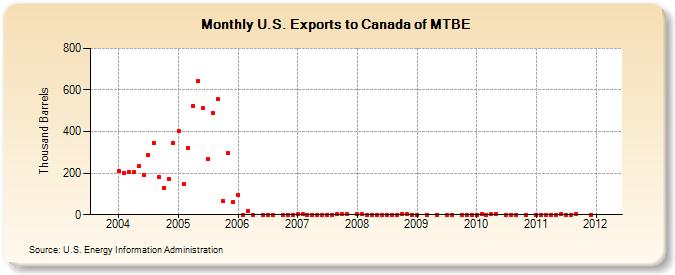 Monthly U.S. Exports to Canada of MTBE
Thousand Barrels
800
600
400
200
0
2004 2005 2006 2007 2008 2009 2010 2011 2012
Source: U.S. Energy Information Administration